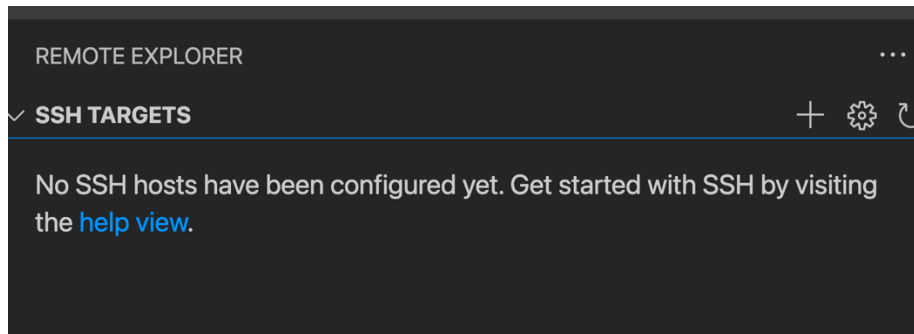 REMOTE EXPLORER
SSH TARGETS
No SSH hosts have been configured yet. Get started with SSH by visiting
the help view.